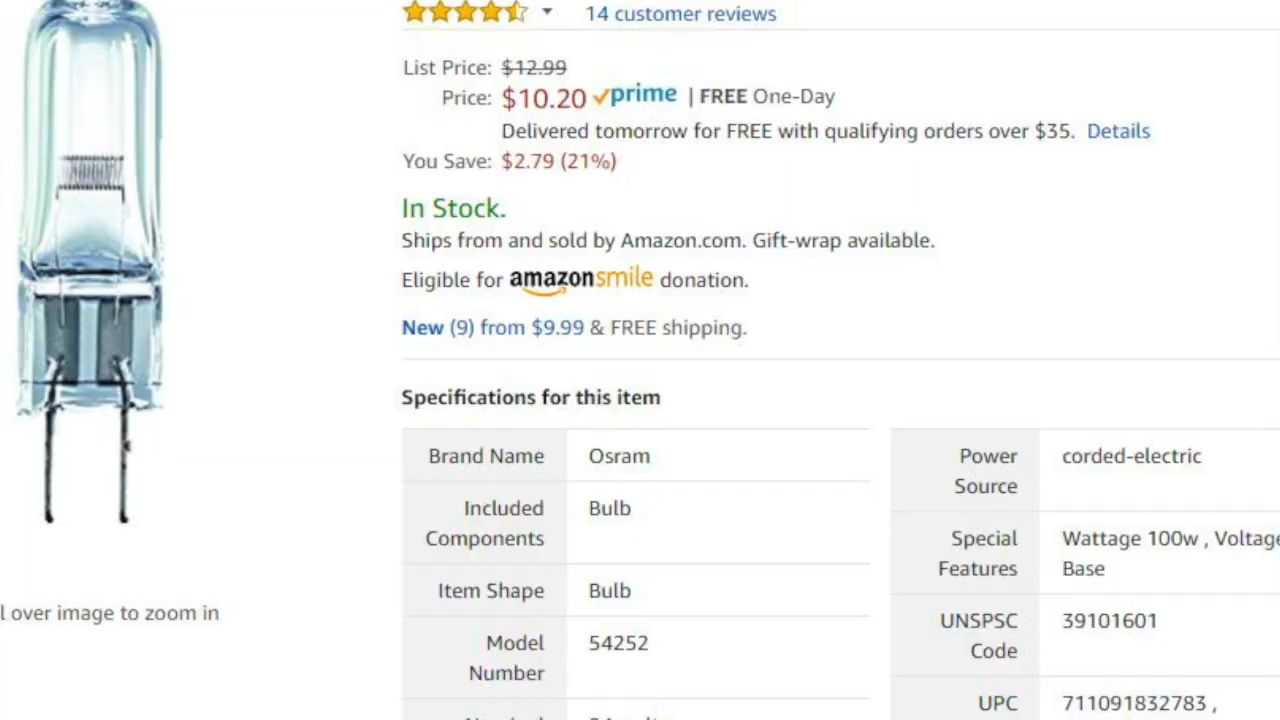 14 customer reviews
List Price: $12.99
Price: $10.20 prime | FREE One-Day
Delivered tomorrow for FREE with qualifying orders over $35. Details
You Save: $2.79 (21%)
In Stock.
Ships from and sold by Amazon.com. Gift-wrap available.
Eligible for amazonsmile donation.
New (9) from $9.99 & FREE shipping.
Specifications for this item
Brand Name Osram
Included Components Bulb
Item Shape Bulb
Model Number 54252
Power Source corded-electric
Special Features Wattage 100w , Voltage
Base
UNSPSC Code 39101601
UPC 711091832783 ,
l over image to zoom in